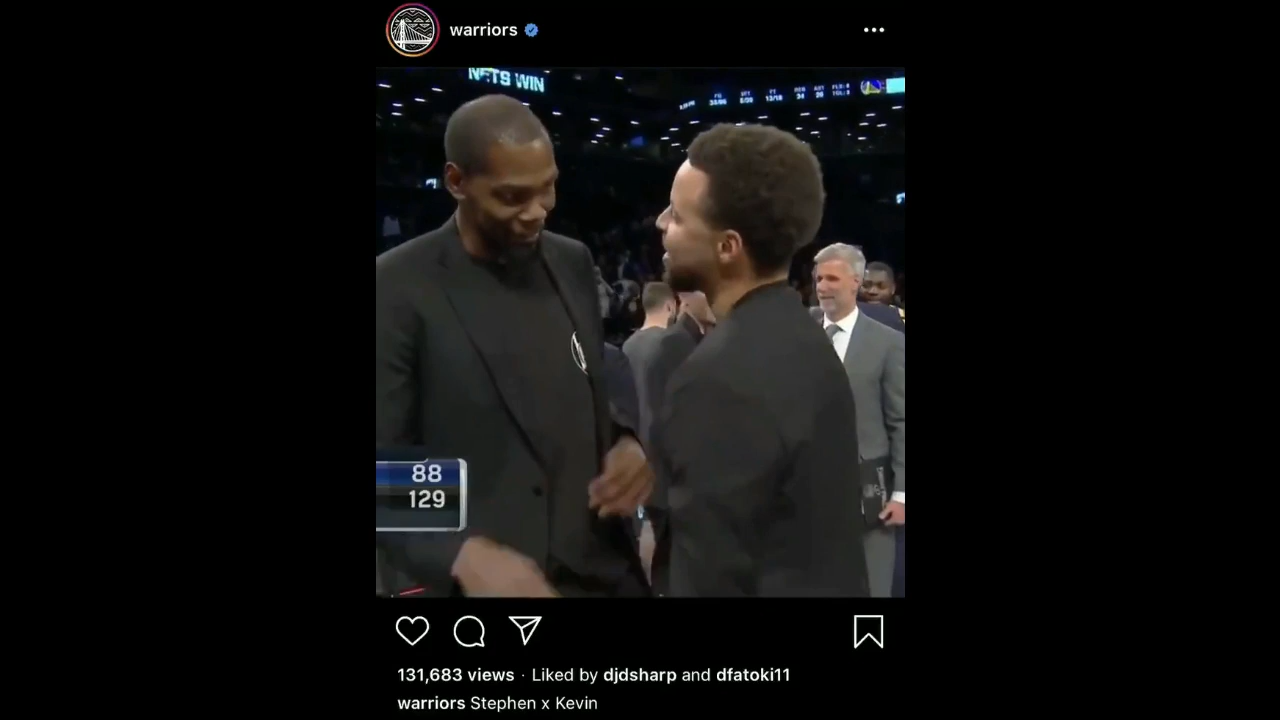 warriors
NETS WIN
88
129
131,683 views · Liked by djdsharp and dfatoki11
warriors Stephen x Kevin